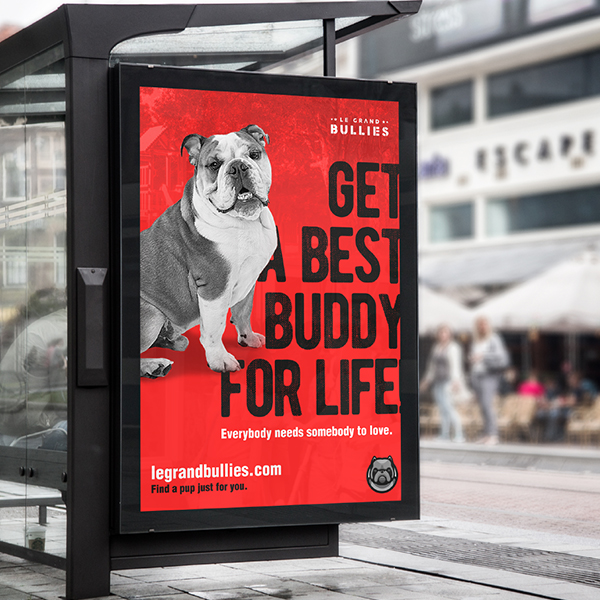 LE GRAND
BULLIES
GET
A BEST
BUDDY
FOR LIFE.
Everybody needs somebody to love.
legrandbullies.com
Find a pup just for you.
ESCAPE